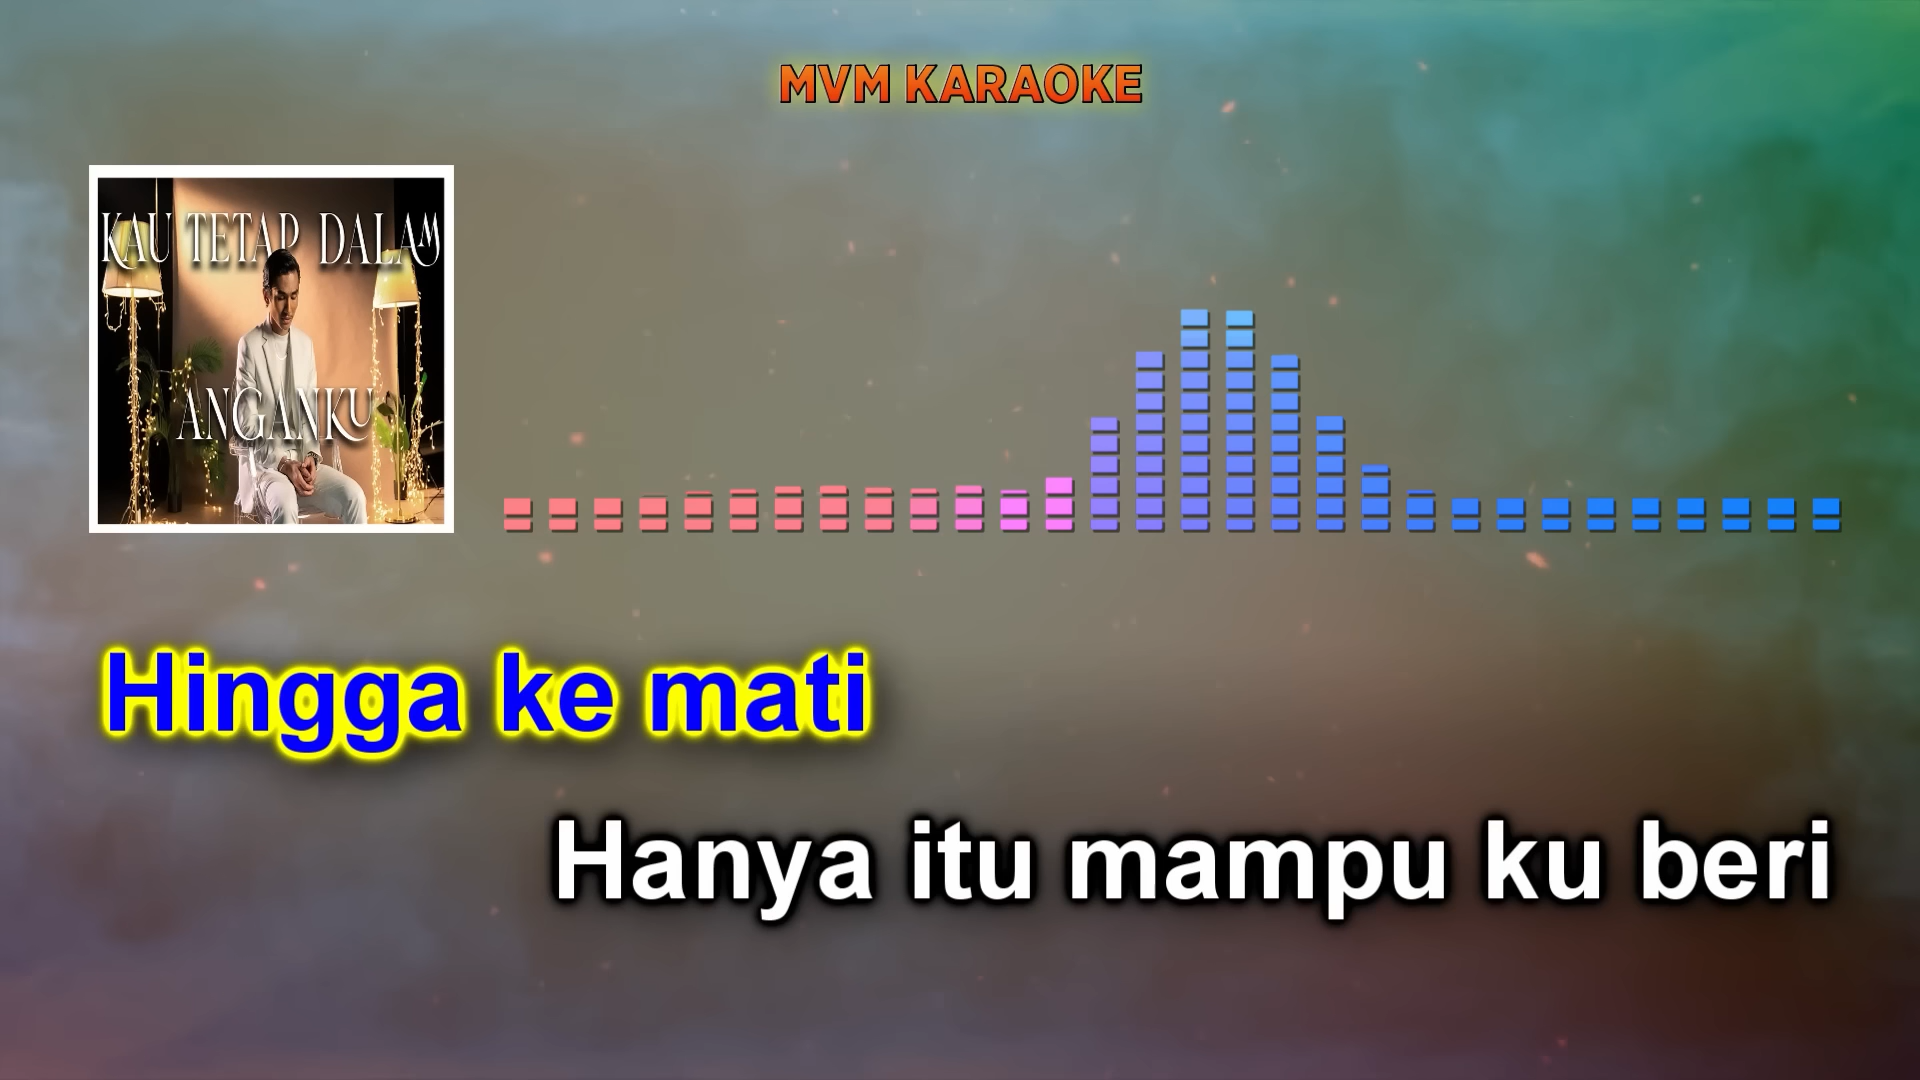 MVM KARAOKE
KAU TETAP DALAM
ANGANKU
Hingga ke mati
Hanya itu mampu ku beri